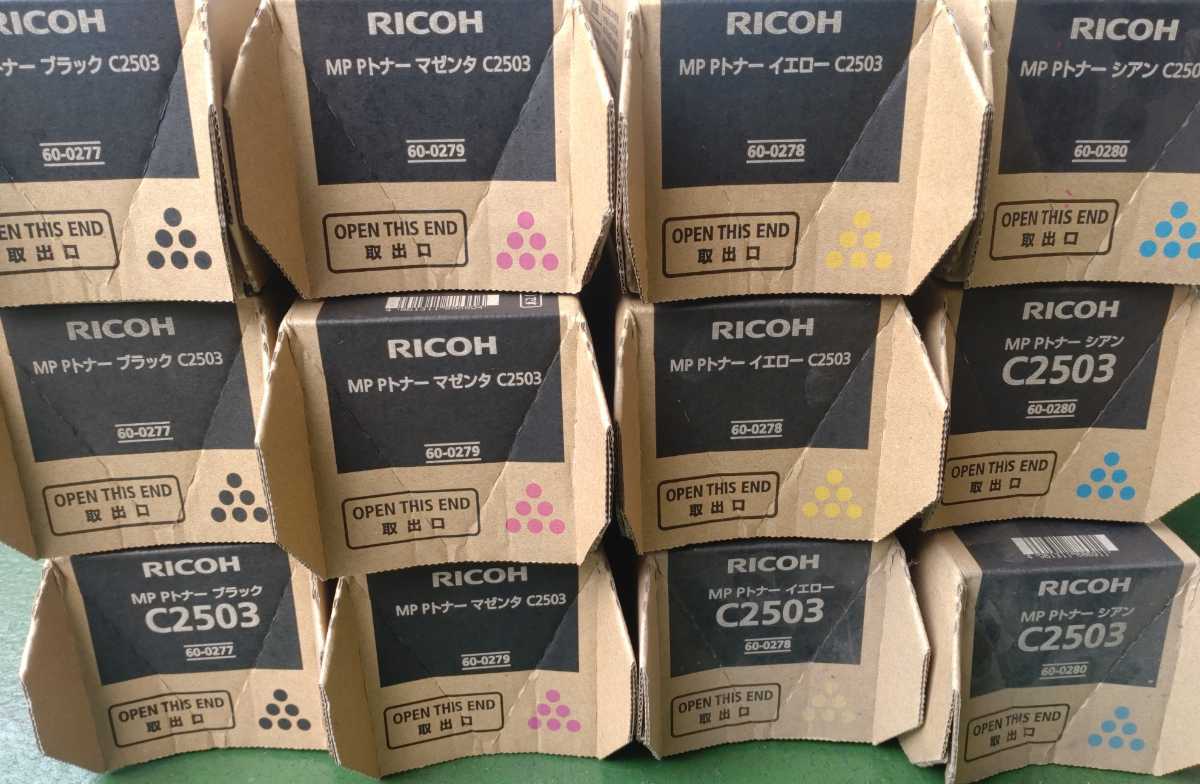 RICOH
トナー ブラック C2503
60-0277
THIS END
取出口
RICOH
MP Pトナー マゼンタ C2503
60-0279
OPEN THIS END
取出口
RICOH
MP Pトナー イエロー C2503
60-0278
OPEN THIS END
取出口
RICOH
MP Pトナー シアン
60-0280
OPEN THIS END
取出口
RICOH
MP Pトナー ブラック C2503
60-0277
OPEN THIS END
取出口
RICOH
MP Pトナー マゼンタ C2503
60-0279
OPEN THIS END
取出口
RICOH
MP Pトナー イエロー C2503
60-0278
OPEN THIS END
取出口
RICOH
MP Pトナー シアン
C2503
60-0280
OPEN THIS END
取出口
RICOH
MP Pトナー ブラック
C2503
60-0277
OPEN THIS END
取出口
RICOH
MP Pトナー マゼンタ C2503
60-0279
OPEN THIS END
取出口
RICOH
MP Pトナー イエロー
C2503
60-0278
OPEN THIS END
取出口
RICOH
MP Pトナー シアン
C2503
60-0280
OPEN THIS END
取出口